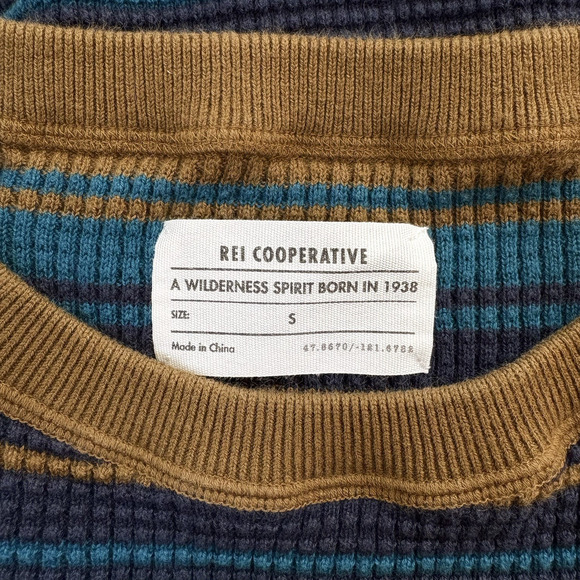 REI COOPERATIVE
A WILDERNESS SPIRIT BORN IN 1938
SIZE: S
Made in China 47.6670/-121.6782